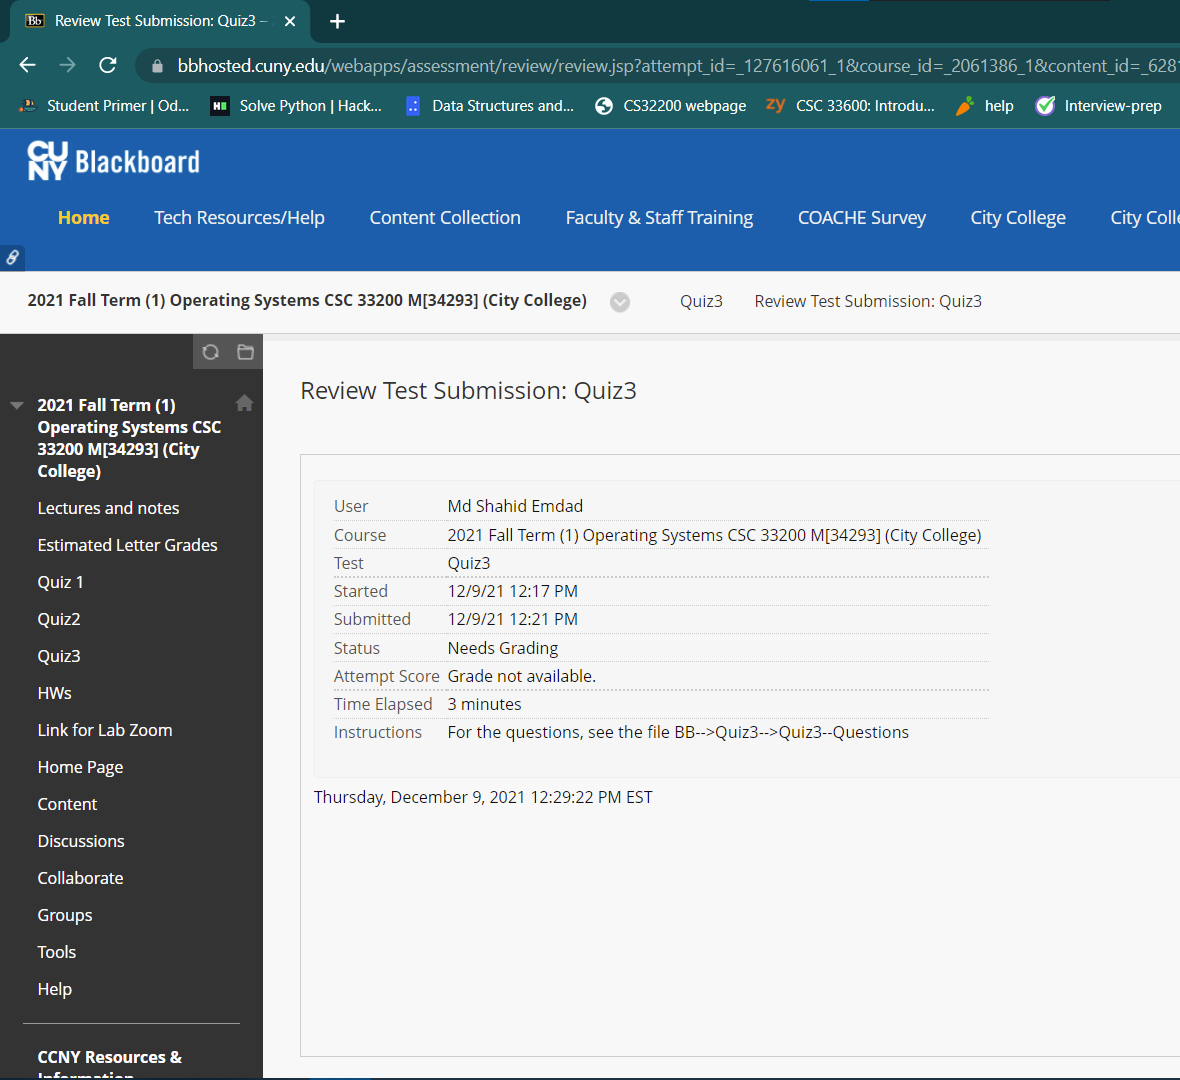 Bb Review Test Submission: Quiz3 –
bbhosted.cuny.edu/webapps/assessment/review/review.jsp?attempt_id=_127616061_1&course_id=_2061386_1&content_id=_628
Student Primer | Od... Solve Python | Hack... Data Structures and... CS32200 webpage zy CSC 33600: Introdu... help Interview-prep
CU
NY Blackboard
Home Tech Resources/Help Content Collection Faculty & Staff Training COACHE Survey City College City Colle
2021 Fall Term (1) Operating Systems CSC 33200 M[34293] (City College) Quiz3 Review Test Submission: Quiz3
2021 Fall Term (1)
Operating Systems CSC
33200 M[34293] (City
College)
Lectures and notes
Estimated Letter Grades
Quiz 1
Quiz2
Quiz3
HWs
Link for Lab Zoom
Home Page
Content
Discussions
Collaborate
Groups
Tools
Help
CCNY Resources &
Information
Review Test Submission: Quiz3
User Md Shahid Emdad
Course 2021 Fall Term (1) Operating Systems CSC 33200 M[34293] (City College)
Test Quiz3
Started 12/9/21 12:17 PM
Submitted 12/9/21 12:21 PM
Status Needs Grading
Attempt Score Grade not available.
Time Elapsed 3 minutes
Instructions For the questions, see the file BB-->Quiz3-->Quiz3--Questions
Thursday, December 9, 2021 12:29:22 PM EST